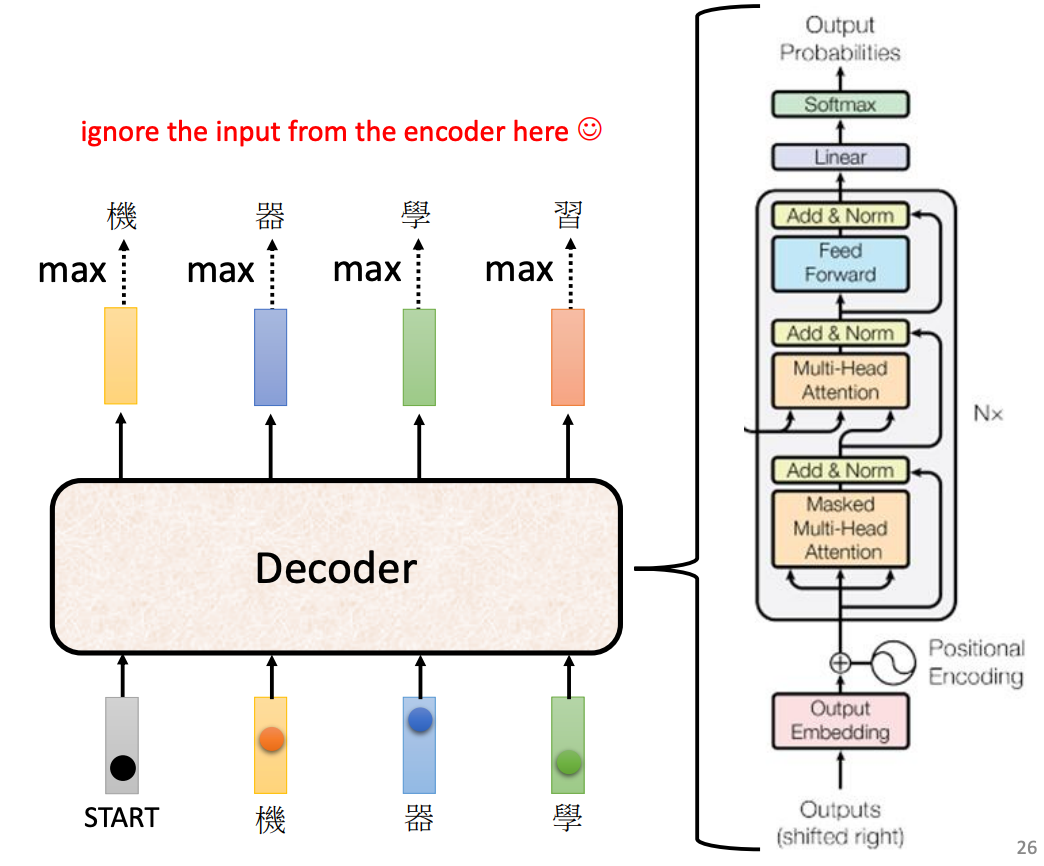 ignore the input from the encoder here ☺
機 器 學 習
max max max max
Decoder
START 機 器 學
Output
Probabilities
Softmax
Linear
Add & Norm
Feed
Forward
Add & Norm
Multi-Head
Attention
N×
Add & Norm
Masked
Multi-Head
Attention
Positional
Encoding
Output
Embedding
Outputs
(shifted right)
26